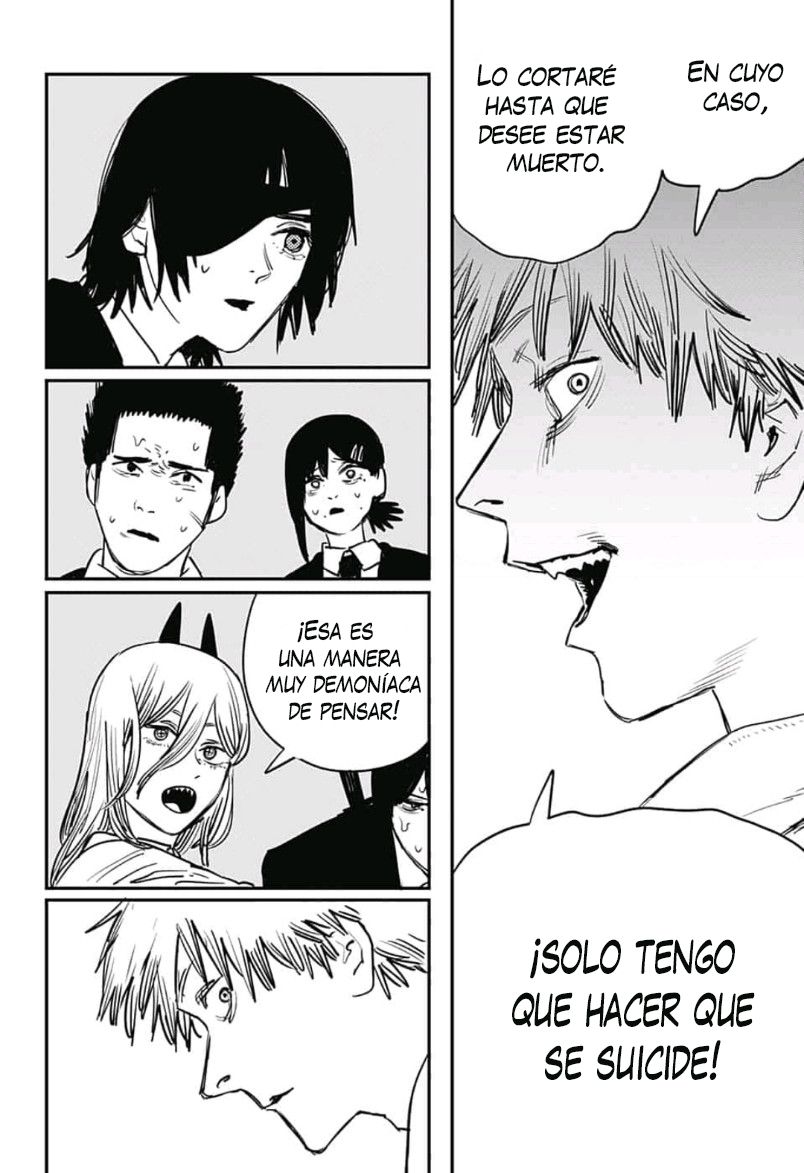 EN CUYO
CASO,
LO CORTARÉ
HASTA QUE
DESEE ESTAR
MUERTO.
¡SOLO TENGO
QUE HACER QUE
SE SUICIDE!
¡ESA ES
UNA MANERA
MUY DEMONÍACA
DE PENSAR!